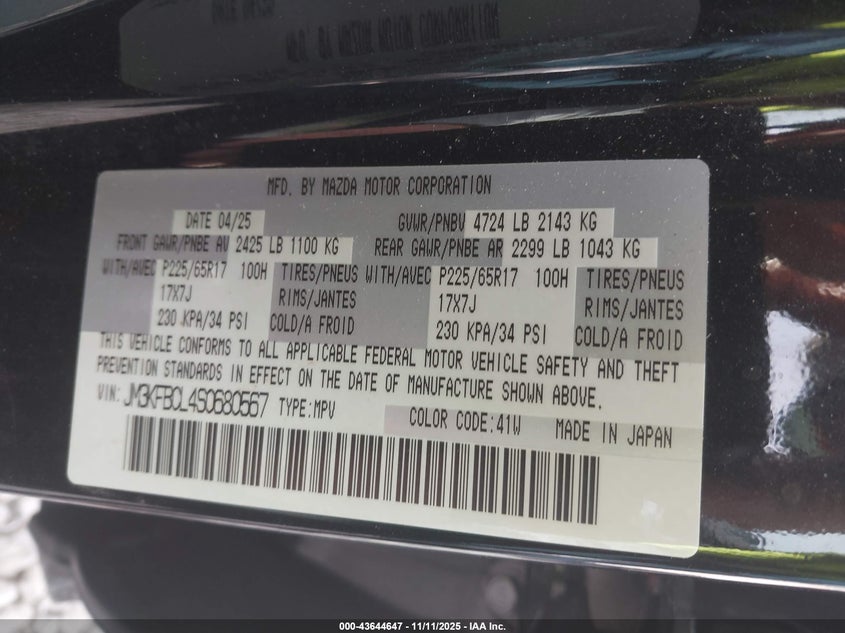 MFD. BY MAZDA MOTOR CORPORATION
DATE 04/25 GVWR/PNBV 4724 LB 2143 KG
FRONT GAWR/PNBE AV 2425 LB 1100 KG REAR GAWR/PNBE AR 2299 LB 1043 KG
WITH/AVEC P225/65R17 100H TIRES/PNEUS WITH/AVEC P225/65R17 100H TIRES/PNEUS
17X7J RIMS/JANTES 17X7J RIMS/JANTES
230 KPA/34 PSI COLD/A FROID 230 KPA/34 PSI COLD/A FROID
THIS VEHICLE CONFORMS TO ALL APPLICABLE FEDERAL MOTOR VEHICLE SAFETY AND THEFT
PREVENTION STANDARDS IN EFFECT ON THE DATE OF MANUFACTURE SHOWN ABOVE.
VIN: JM3KFBCL4S0680567 TYPE:MPV COLOR CODE:41W MADE IN JAPAN
000-43644647 - 11/11/2025 - IAA Inc.